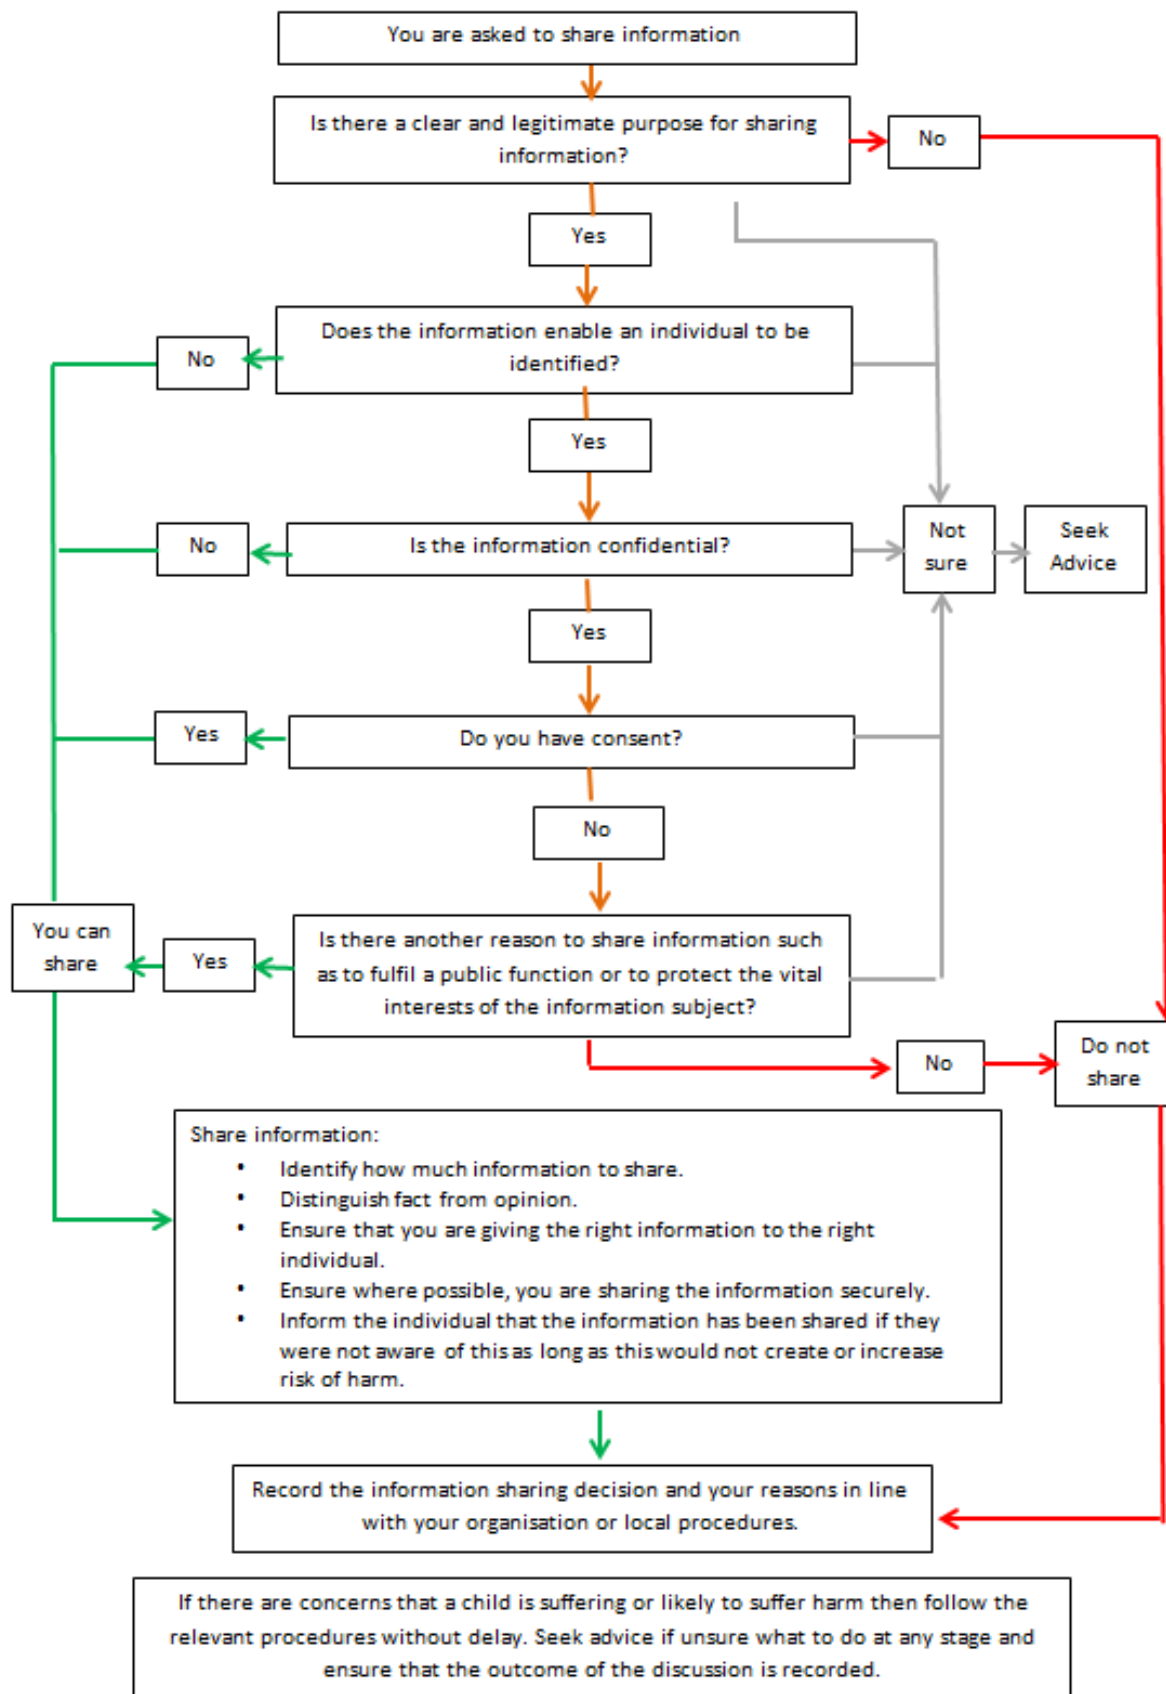 You are asked to share information
Is there a clear and legitimate purpose for sharing
information?
No
Yes
Does the information enable an individual to be
identified?
No
Yes
Is the information confidential?
No
Not
sure
Seek
Advice
Yes
Do you have consent?
Yes
No
Is there another reason to share information such
as to fulfil a public function or to protect the vital
interests of the information subject?
Yes
You can
share
No
Do not
share
Share information:
• Identify how much information to share.
• Distinguish fact from opinion.
• Ensure that you are giving the right information to the right
individual.
• Ensure where possible, you are sharing the information securely.
• Inform the individual that the information has been shared if they
were not aware of this as long as this would not create or increase
risk of harm.
Record the information sharing decision and your reasons in line
with your organisation or local procedures.
If there are concerns that a child is suffering or likely to suffer harm then follow the
relevant procedures without delay. Seek advice if unsure what to do at any stage and
ensure that the outcome of the discussion is recorded.